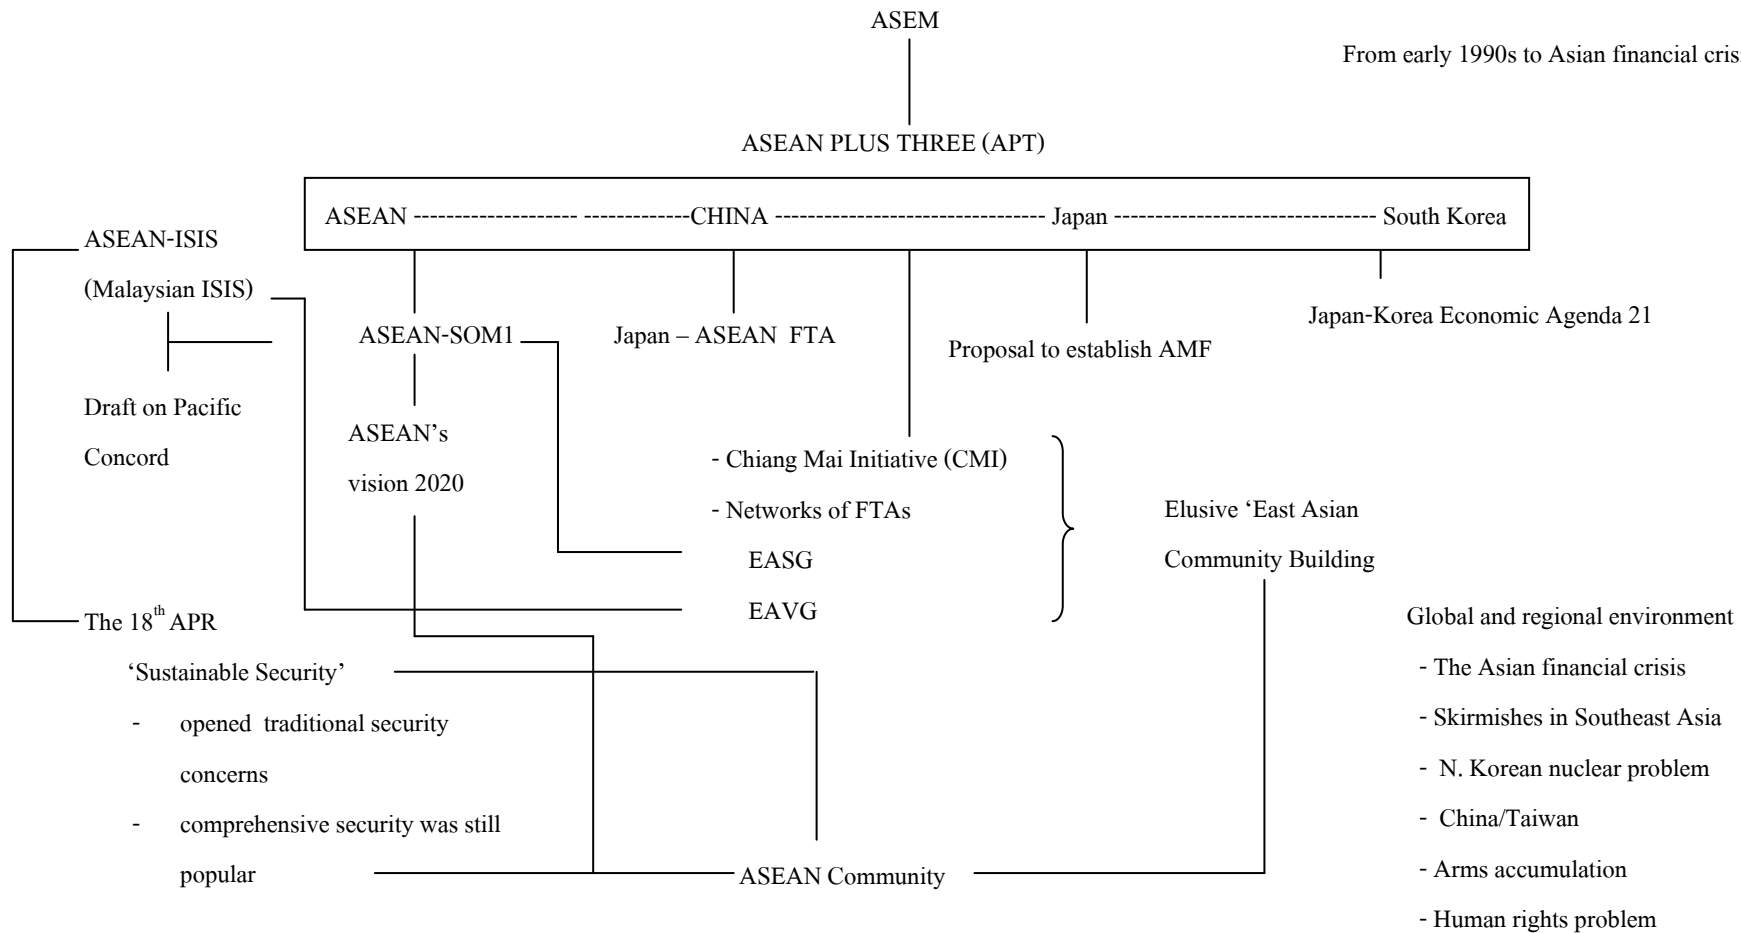 ASEM
From early 1990s to Asian financial cris
ASEAN PLUS THREE (APT)
ASEAN -------------------- -------------CHINA --------------------------------- Japan -------------------------------- South Korea
ASEAN-ISIS
(Malaysian ISIS)
Draft on Pacific
Concord
ASEAN-SOM1
Japan – ASEAN FTA
Proposal to establish AMF
Japan-Korea Economic Agenda 21
ASEAN’s
vision 2020
- Chiang Mai Initiative (CMI)
- Networks of FTAs
EASG
EAVG
Elusive ‘East Asian
Community Building
The 18th APR
‘Sustainable Security’
- opened traditional security
concerns
- comprehensive security was still
popular
ASEAN Community
Global and regional environment
- The Asian financial crisis
- Skirmishes in Southeast Asia
- N. Korean nuclear problem
- China/Taiwan
- Arms accumulation
- Human rights problem